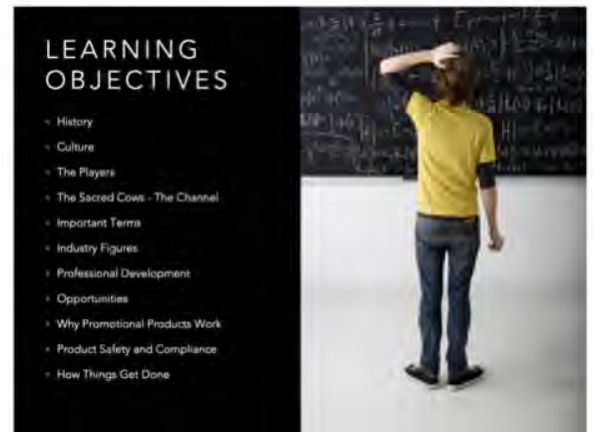 LEARNING
OBJECTIVES
History
Culture
The Players
The Sacred Cows - The Channel
Important Terms
Industry Figures
Professional Development
Opportunities
Why Promotional Products Work
Product Safety and Compliance
How Things Get Done